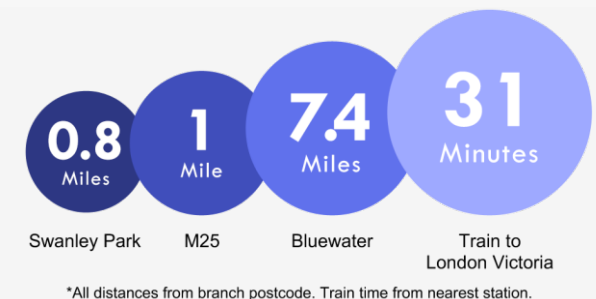 0.8
Miles
1
Mile
7.4
Miles
31
Minutes
Swanley Park
M25
Bluewater
Train to
London Victoria
*All distances from branch postcode. Train time from nearest station.